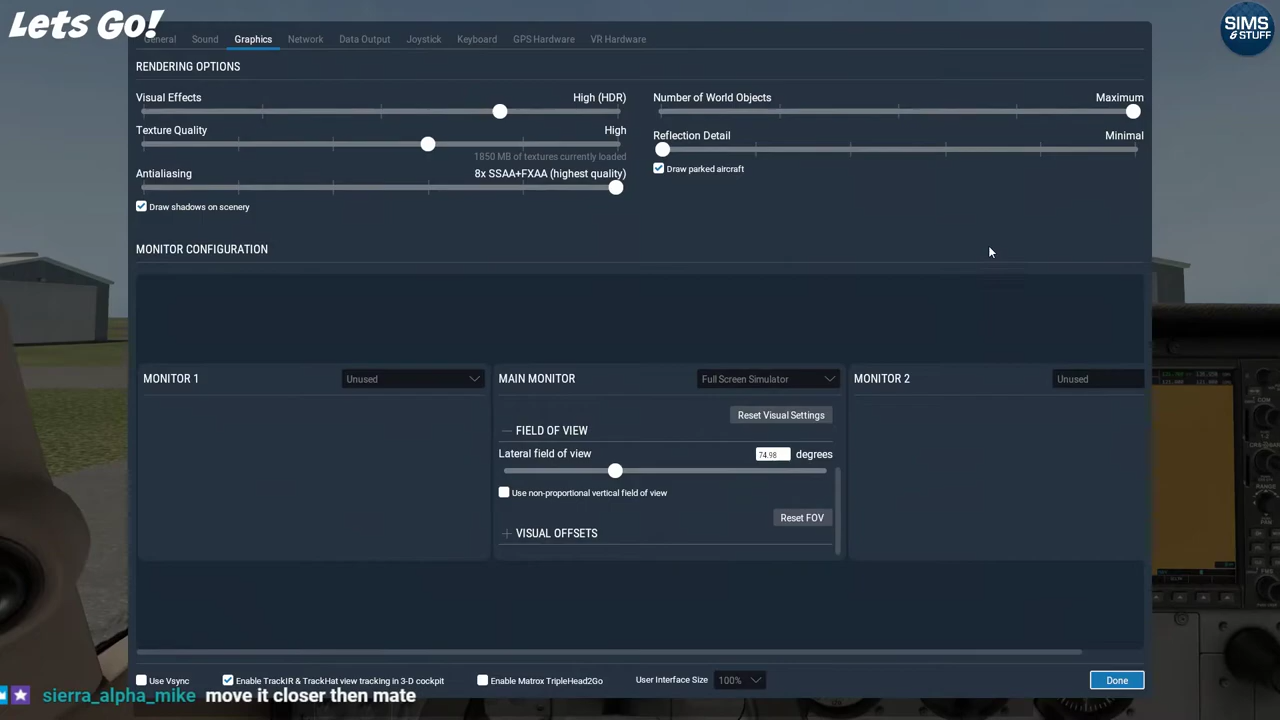 Lets Go!
SIMS
& STUFF
General Sound Graphics Network Data Output Joystick Keyboard GPS Hardware VR Hardware
RENDERING OPTIONS
Visual Effects High (HDR)
Texture Quality High
1850 MB of textures currently loaded
Antialiasing 8x SSAA+FXAA (highest quality)
Draw shadows on scenery
Number of World Objects Maximum
Reflection Detail Minimal
Draw parked aircraft
MONITOR CONFIGURATION
MONITOR 1 Unused
MAIN MONITOR Full Screen Simulator
Reset Visual Settings
FIELD OF VIEW
Lateral field of view 74.98 degrees
Use non-proportional vertical field of view
Reset FOV
VISUAL OFFSETS
MONITOR 2 Unused
Use Vsync Enable TrackIR & TrackHat view tracking in 3-D cockpit Enable Matrox TripleHead2Go User Interface Size 100% Done
sierra_alpha_mike move it closer then mate